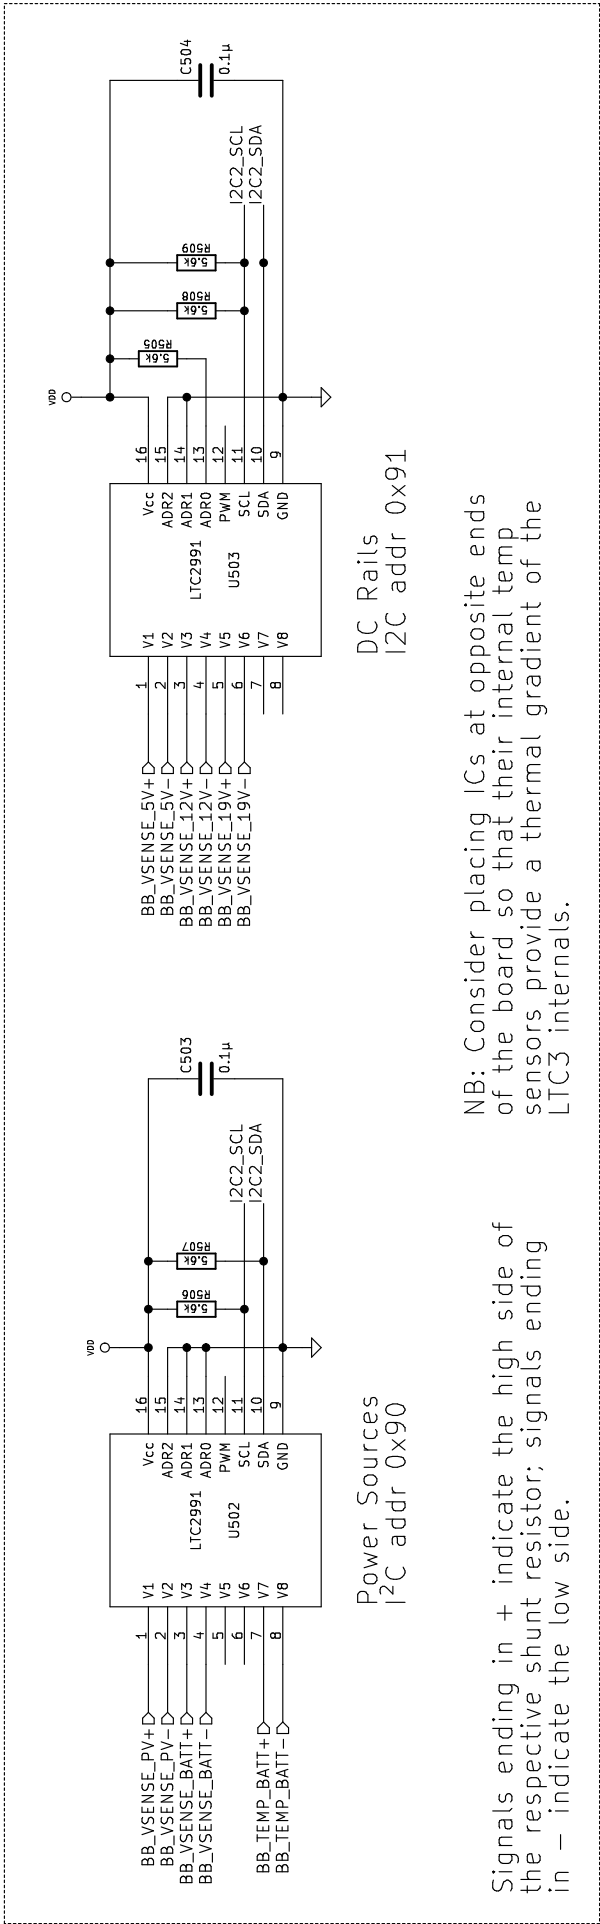 BB_VSENSE_PV+
BB_VSENSE_PV-
BB_VSENSE_BATT+
BB_VSENSE_BATT-
BB_TEMP_BATT+
BB_TEMP_BATT-
1 V1 Vcc 16
2 V2 ADR2 15
3 V3 ADR1 14
4 V4 ADR0 13
5 V5 PWM 12
6 V6 SCL 11
7 V7 SDA 10
8 V8 GND 9
LTC2991
U502
VDD
R506
5.6k
R507
5.6k
I2C2_SCL
I2C2_SDA
C503
0.1µ
Power Sources
I²C addr 0x90
BB_VSENSE_5V+
BB_VSENSE_5V-
BB_VSENSE_12V+
BB_VSENSE_12V-
BB_VSENSE_19V+
BB_VSENSE_19V-
1 V1 Vcc 16
2 V2 ADR2 15
3 V3 ADR1 14
4 V4 ADR0 13
5 V5 PWM 12
6 V6 SCL 11
7 V7 SDA 10
8 V8 GND 9
LTC2991
U503
VDD
R505
5.6k
R508
5.6k
R509
5.6k
I2C2_SCL
I2C2_SDA
C504
0.1µ
DC Rails
I2C addr 0x91
Signals ending in + indicate the high side of
the respective shunt resistor; signals ending
in - indicate the low side.
NB: Consider placing ICs at opposite ends
of the board so that their internal temp
sensors provide a thermal gradient of the
LTC3 internals.